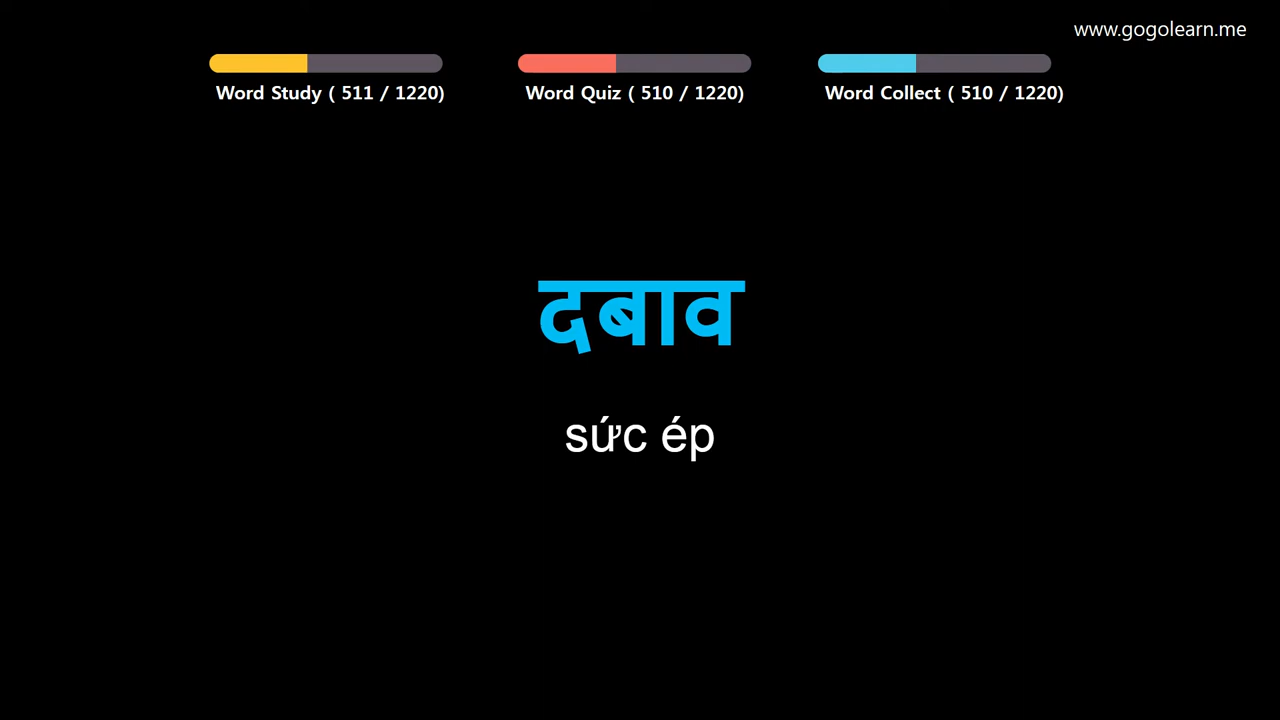 www.gogolearn.me
Word Study ( 511 / 1220)
Word Quiz ( 510 / 1220)
Word Collect ( 510 / 1220)
दबाव
sức ép